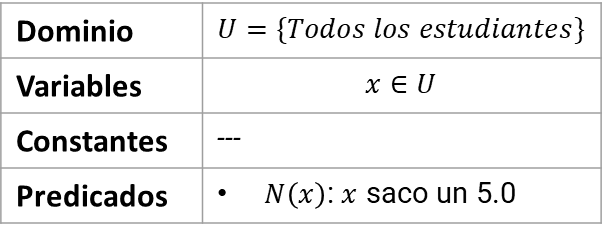 Dominio U = {Todos los estudiantes}
Variables x ∈ U
Constantes ---
Predicados • N(x): x saco un 5.0